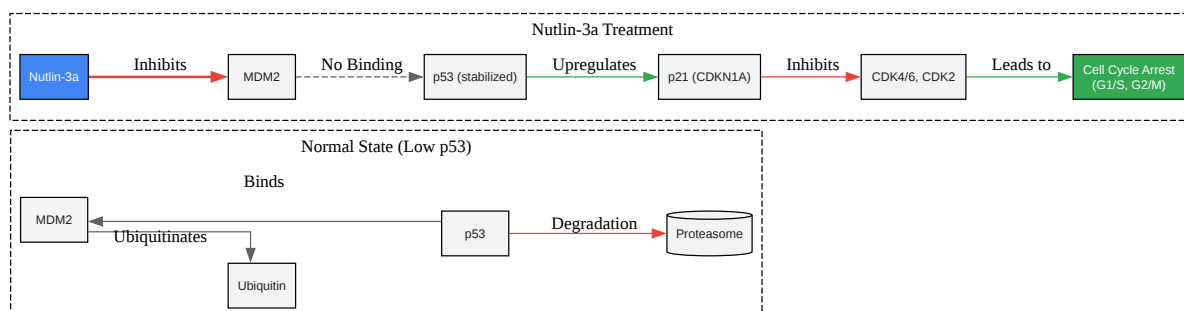 Nutlin-3a Treatment
Nutlin-3a
Inhibits
MDM2
No Binding
p53 (stabilized)
Upregulates
p21 (CDKN1A)
Inhibits
CDK4/6, CDK2
Leads to
Cell Cycle Arrest
(G1/S, G2/M)
Normal State (Low p53)
Binds
MDM2
Ubiquitinates
Ubiquitin
p53
Degradation
Proteasome